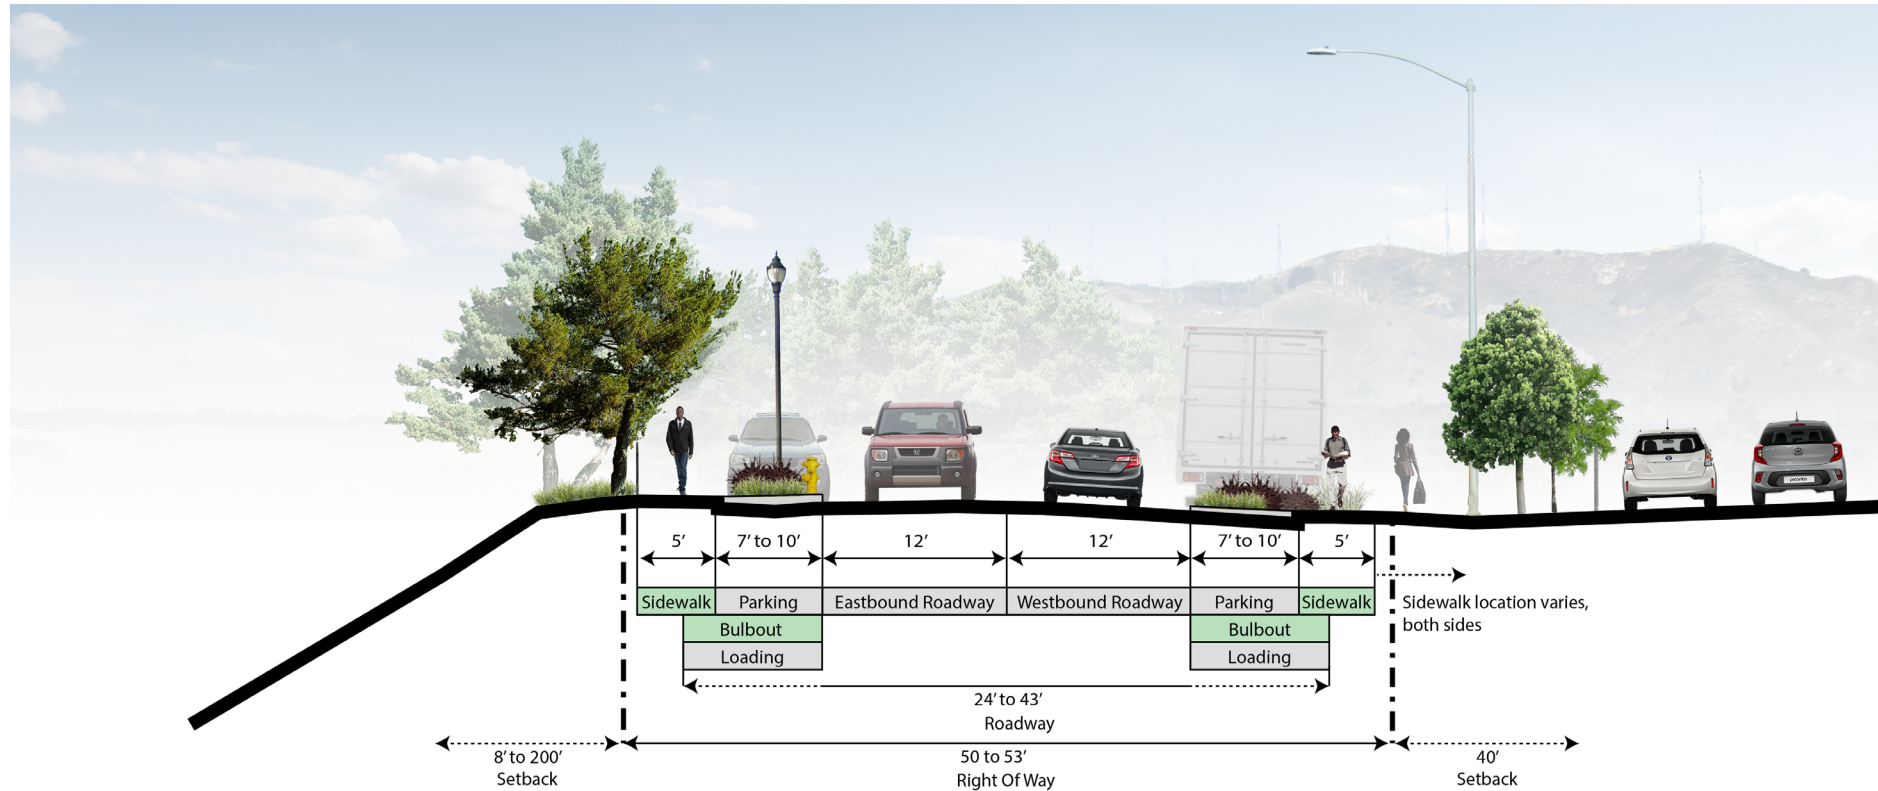 5’ 7’ to 10’ 12’ 12’ 7’ to 10’ 5’
Sidewalk Parking Eastbound Roadway Westbound Roadway Parking Sidewalk
Sidewalk location varies,
both sides
Bulbout Bulbout
Loading Loading
24’ to 43’
Roadway
8’ to 200’
Setback
50 to 53’
Right Of Way
40’
Setback
picanto